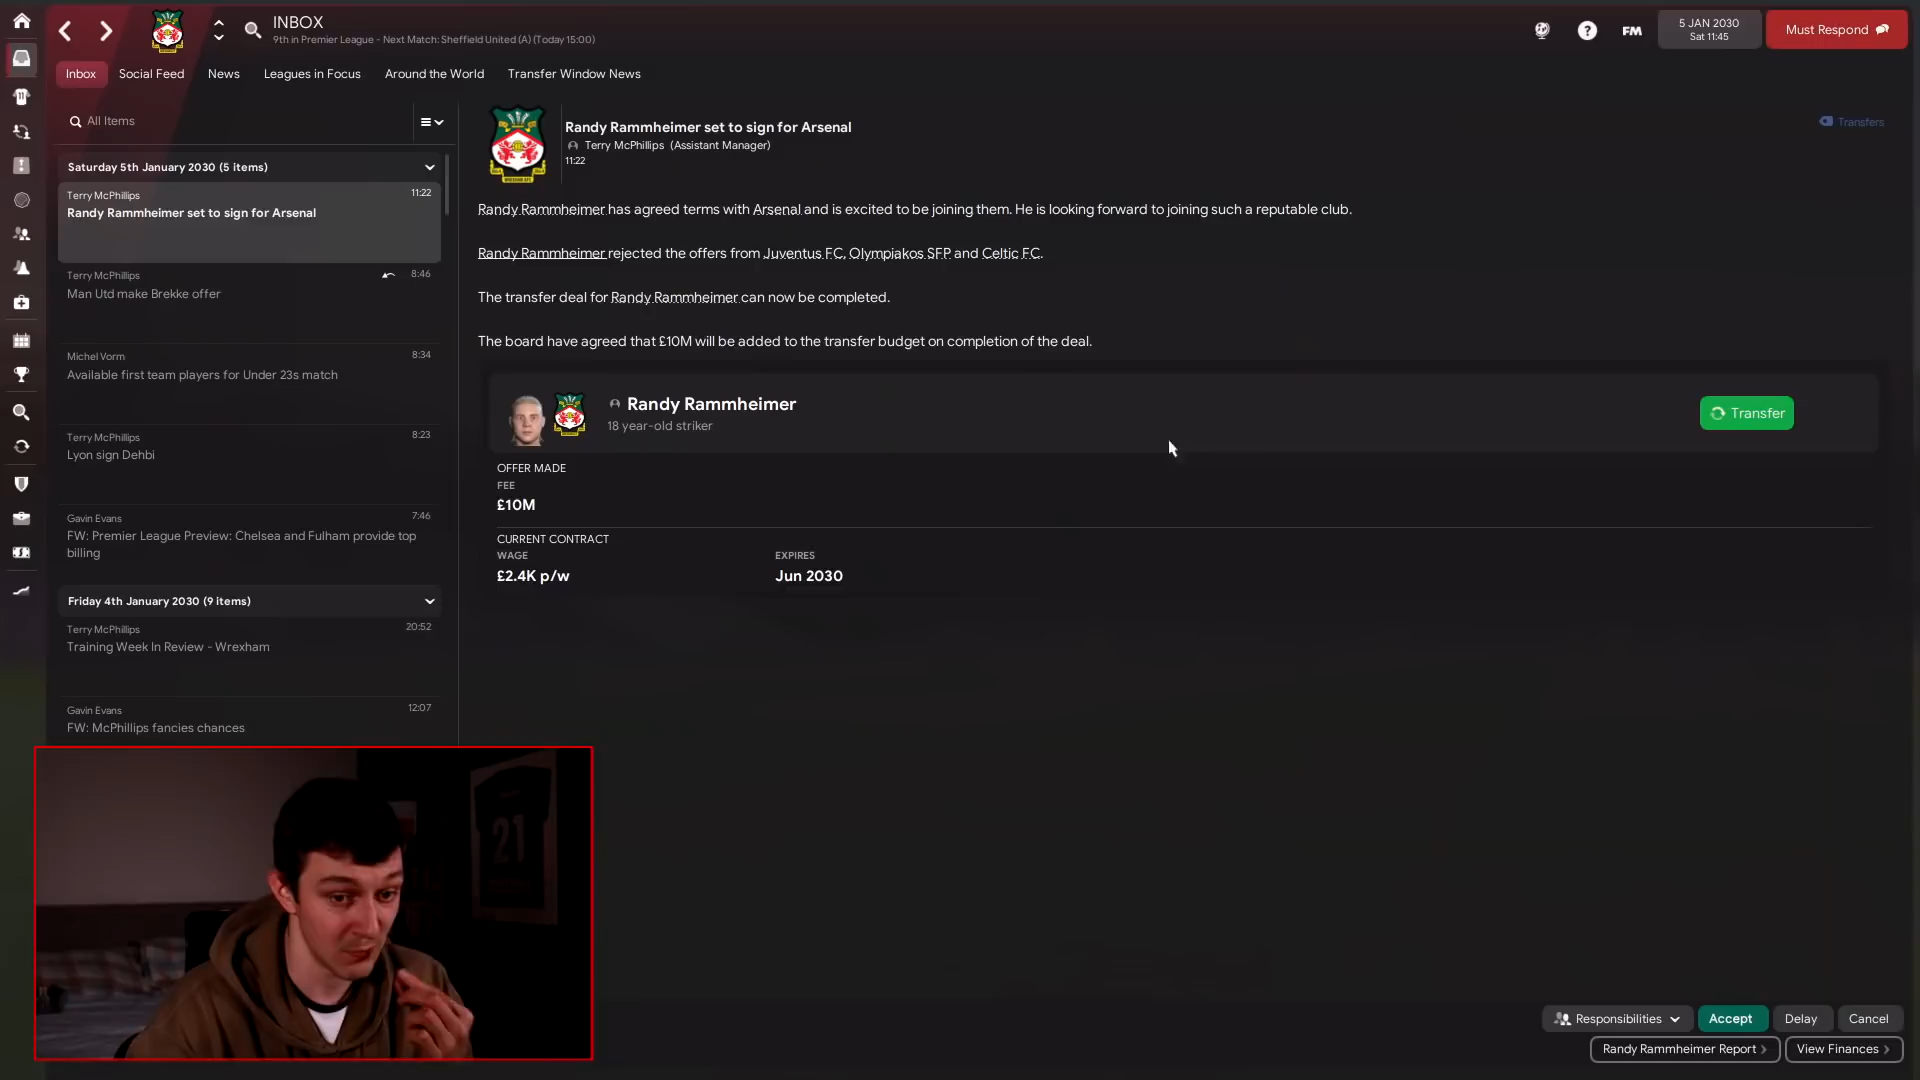 INBOX
9th in Premier League - Next Match: Sheffield United (A) (Today 15:00)
FM
5 JAN 2030
Sat 11:45
Must Respond
Inbox
Social Feed
News
Leagues in Focus
Around the World
Transfer Window News
All Items
Saturday 5th January 2030 (5 items)
Terry McPhillips
11:22
Randy Rammheimer set to sign for Arsenal
Terry McPhillips
8:46
Man Utd make Brekke offer
Michel Vorm
8:34
Available first team players for Under 23s match
Terry McPhillips
8:23
Lyon sign Dehbi
Gavin Evans
7:46
FW: Premier League Preview: Chelsea and Fulham provide top
billing
Friday 4th January 2030 (9 items)
Terry McPhillips
20:52
Training Week In Review - Wrexham
Gavin Evans
12:07
FW: McPhillips fancies chances
Randy Rammheimer set to sign for Arsenal
Terry McPhillips (Assistant Manager)
11:22
Transfers
Randy Rammheimer has agreed terms with Arsenal and is excited to be joining them. He is looking forward to joining such a reputable club.
Randy Rammheimer rejected the offers from Juventus FC, Olympiakos SFP and Celtic FC.
The transfer deal for Randy Rammheimer can now be completed.
The board have agreed that £10M will be added to the transfer budget on completion of the deal.
Randy Rammheimer
18 year-old striker
Transfer
OFFER MADE
FEE
£10M
CURRENT CONTRACT
WAGE
EXPIRES
£2.4K p/w
Jun 2030
21
Responsibilities
Accept
Delay
Cancel
Randy Rammheimer Report
View Finances